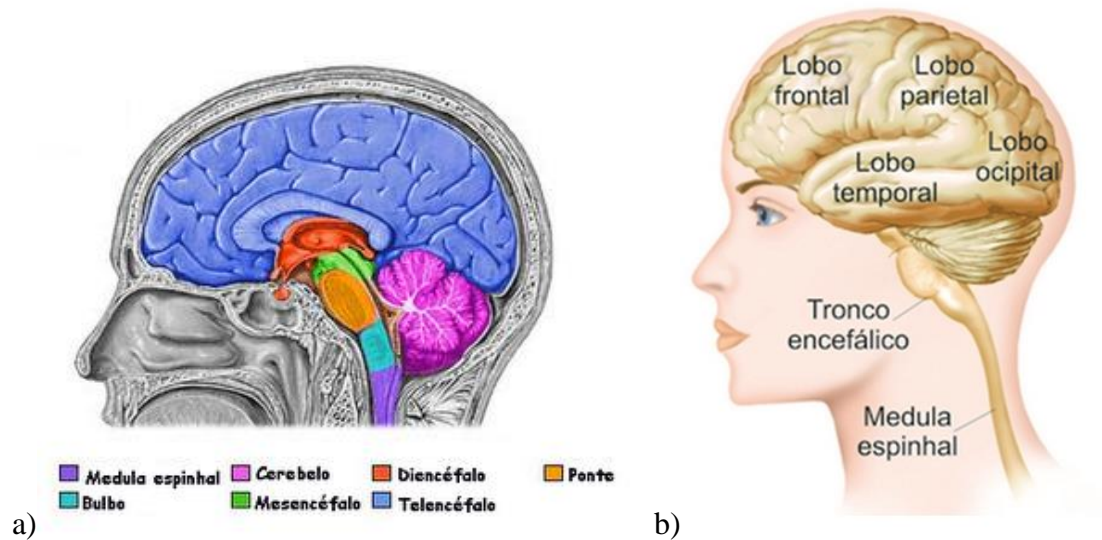 Medula espinhal Cerebelo Diencéfalo Ponte
Bulbo Mesencéfalo Telencéfalo
a)
Lobo frontal
Lobo parietal
Lobo temporal
Lobo ocipital
Tronco encefálico
Medula espinhal
b)